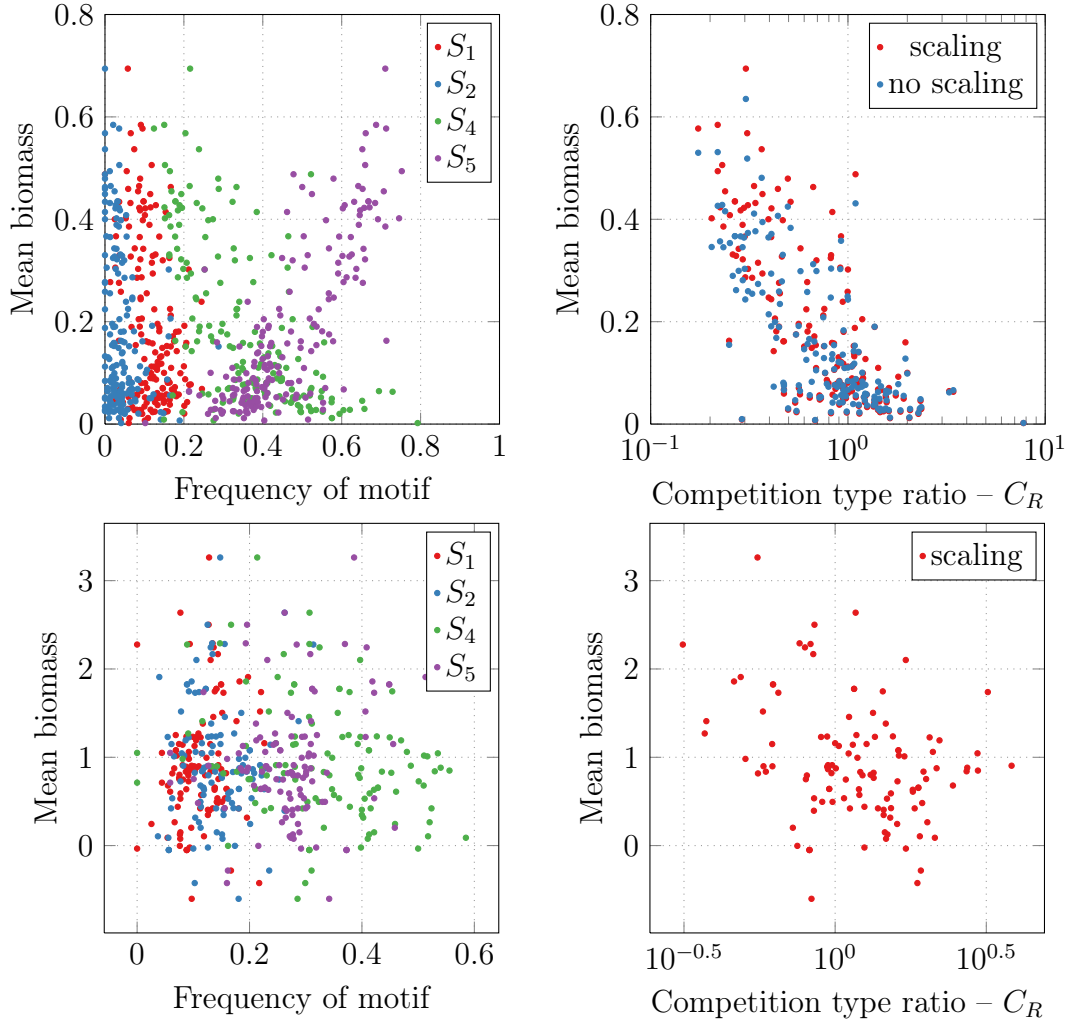 0.8
0.6
0.4
0.2
0
0 0.2 0.4 0.6 0.8 1
Mean biomass
Frequency of motif
S₁
S₂
S₄
S₅
0.8
0.6
0.4
0.2
0
10⁻¹ 10⁰ 10¹
Mean biomass
Competition type ratio – C_R
scaling
no scaling
3
2
1
0
0 0.2 0.4 0.6
Mean biomass
Frequency of motif
S₁
S₂
S₄
S₅
3
2
1
0
10⁻⁰·⁵ 10⁰ 10⁰·⁵
Mean biomass
Competition type ratio – C_R
scaling